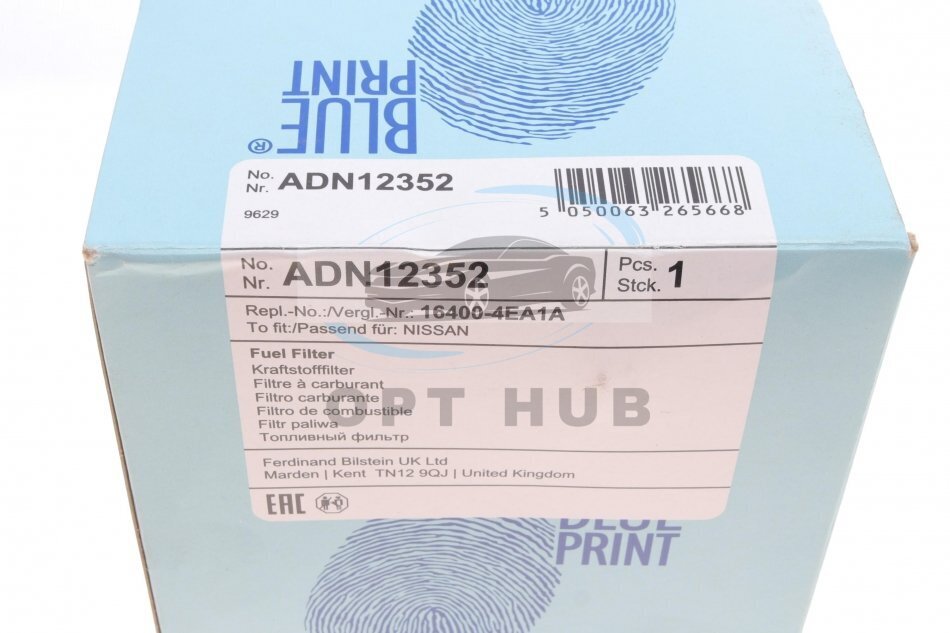 BLUE
PRINT
®
No.
Nr. ADN12352
9629
5 050063 265668
No.
Nr. ADN12352
Pcs.
Stck. 1
Repl.-No.:/Vergl.-Nr.: 16400-4EA1A
To fit:/Passend für: NISSAN
Fuel Filter
Kraftstofffilter
Filtre à carburant
Filtro carburante
Filtro de combustible
Filtr paliwa
Топливный фильтр
OPT HUB
Ferdinand Bilstein UK Ltd
Marden | Kent TN12 9QJ | United Kingdom
EAC
BLUE
PRINT